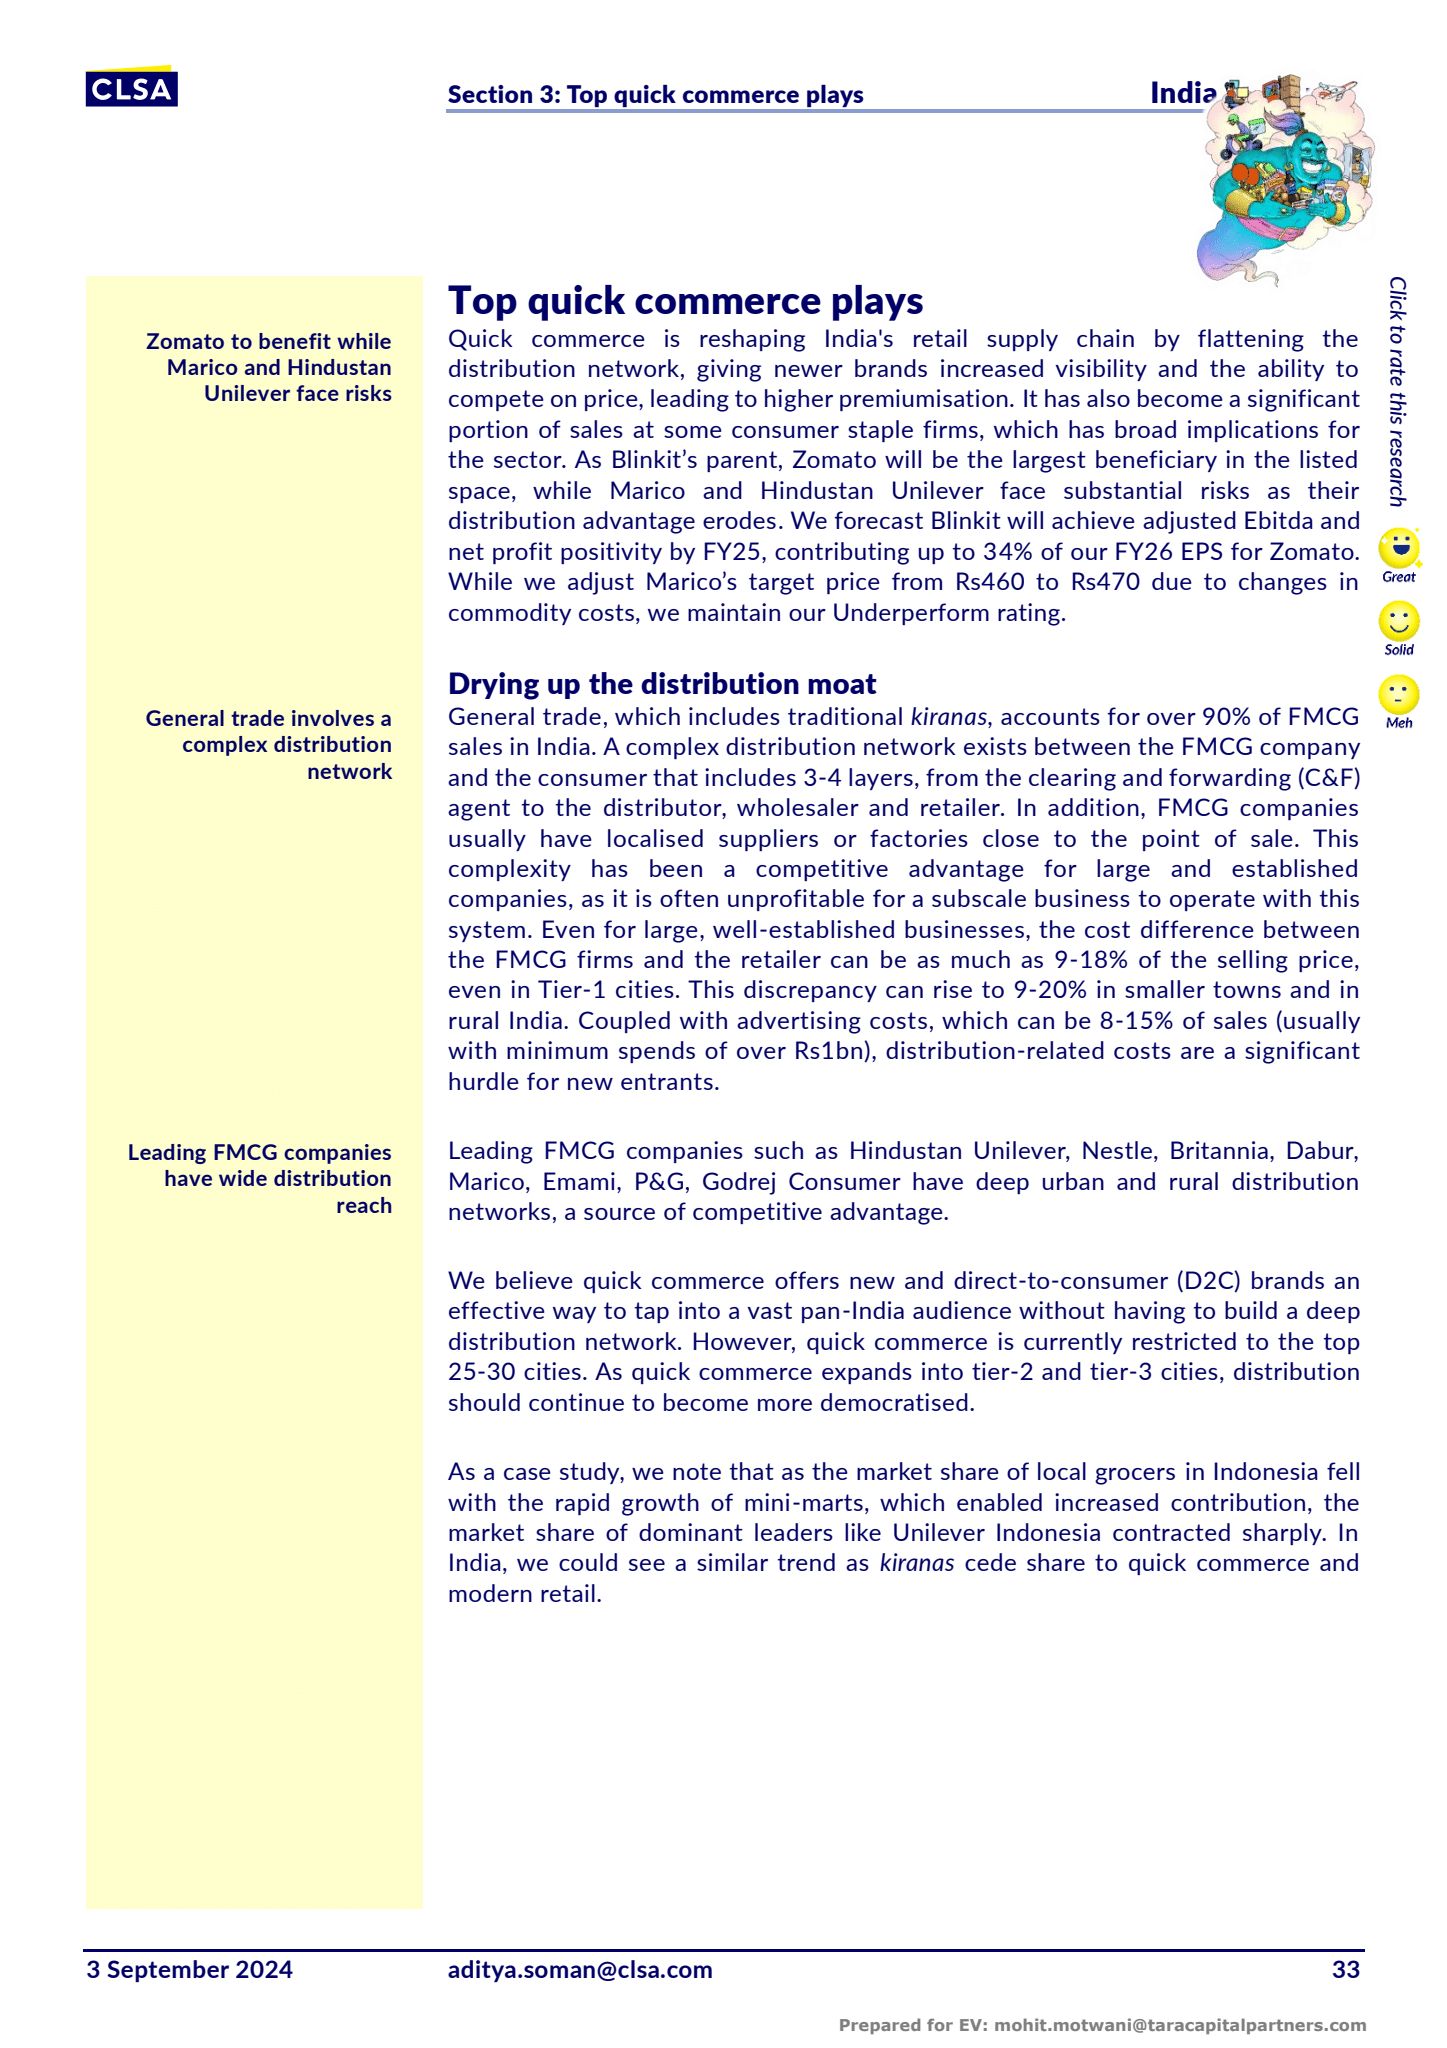 CLSA
Section 3: Top quick commerce plays
India
Zomato to benefit while
Marico and Hindustan
Unilever face risks
Top quick commerce plays
Quick commerce is reshaping India's retail supply chain by flattening the
distribution network, giving newer brands increased visibility and the ability to
compete on price, leading to higher premiumisation. It has also become a significant
portion of sales at some consumer staple firms, which has broad implications for
the sector. As Blinkit’s parent, Zomato will be the largest beneficiary in the listed
space, while Marico and Hindustan Unilever face substantial risks as their
distribution advantage erodes. We forecast Blinkit will achieve adjusted Ebitda and
net profit positivity by FY25, contributing up to 34% of our FY26 EPS for Zomato.
While we adjust Marico’s target price from Rs460 to Rs470 due to changes in
commodity costs, we maintain our Underperform rating.
Click to rate this research
Great
Solid
Meh
Drying up the distribution moat
General trade involves a
complex distribution
network
General trade, which includes traditional kiranas, accounts for over 90% of FMCG
sales in India. A complex distribution network exists between the FMCG company
and the consumer that includes 3-4 layers, from the clearing and forwarding (C&F)
agent to the distributor, wholesaler and retailer. In addition, FMCG companies
usually have localised suppliers or factories close to the point of sale. This
complexity has been a competitive advantage for large and established
companies, as it is often unprofitable for a subscale business to operate with this
system. Even for large, well-established businesses, the cost difference between
the FMCG firms and the retailer can be as much as 9-18% of the selling price,
even in Tier-1 cities. This discrepancy can rise to 9-20% in smaller towns and in
rural India. Coupled with advertising costs, which can be 8-15% of sales (usually
with minimum spends of over Rs1bn), distribution-related costs are a significant
hurdle for new entrants.
Leading FMCG companies
have wide distribution
reach
Leading FMCG companies such as Hindustan Unilever, Nestle, Britannia, Dabur,
Marico, Emami, P&G, Godrej Consumer have deep urban and rural distribution
networks, a source of competitive advantage.
We believe quick commerce offers new and direct-to-consumer (D2C) brands an
effective way to tap into a vast pan-India audience without having to build a deep
distribution network. However, quick commerce is currently restricted to the top
25-30 cities. As quick commerce expands into tier-2 and tier-3 cities, distribution
should continue to become more democratised.
As a case study, we note that as the market share of local grocers in Indonesia fell
with the rapid growth of mini-marts, which enabled increased contribution, the
market share of dominant leaders like Unilever Indonesia contracted sharply. In
India, we could see a similar trend as kiranas cede share to quick commerce and
modern retail.
3 September 2024
aditya.soman@clsa.com
33
Prepared for EV: mohit.motwani@taracapitalpartners.com